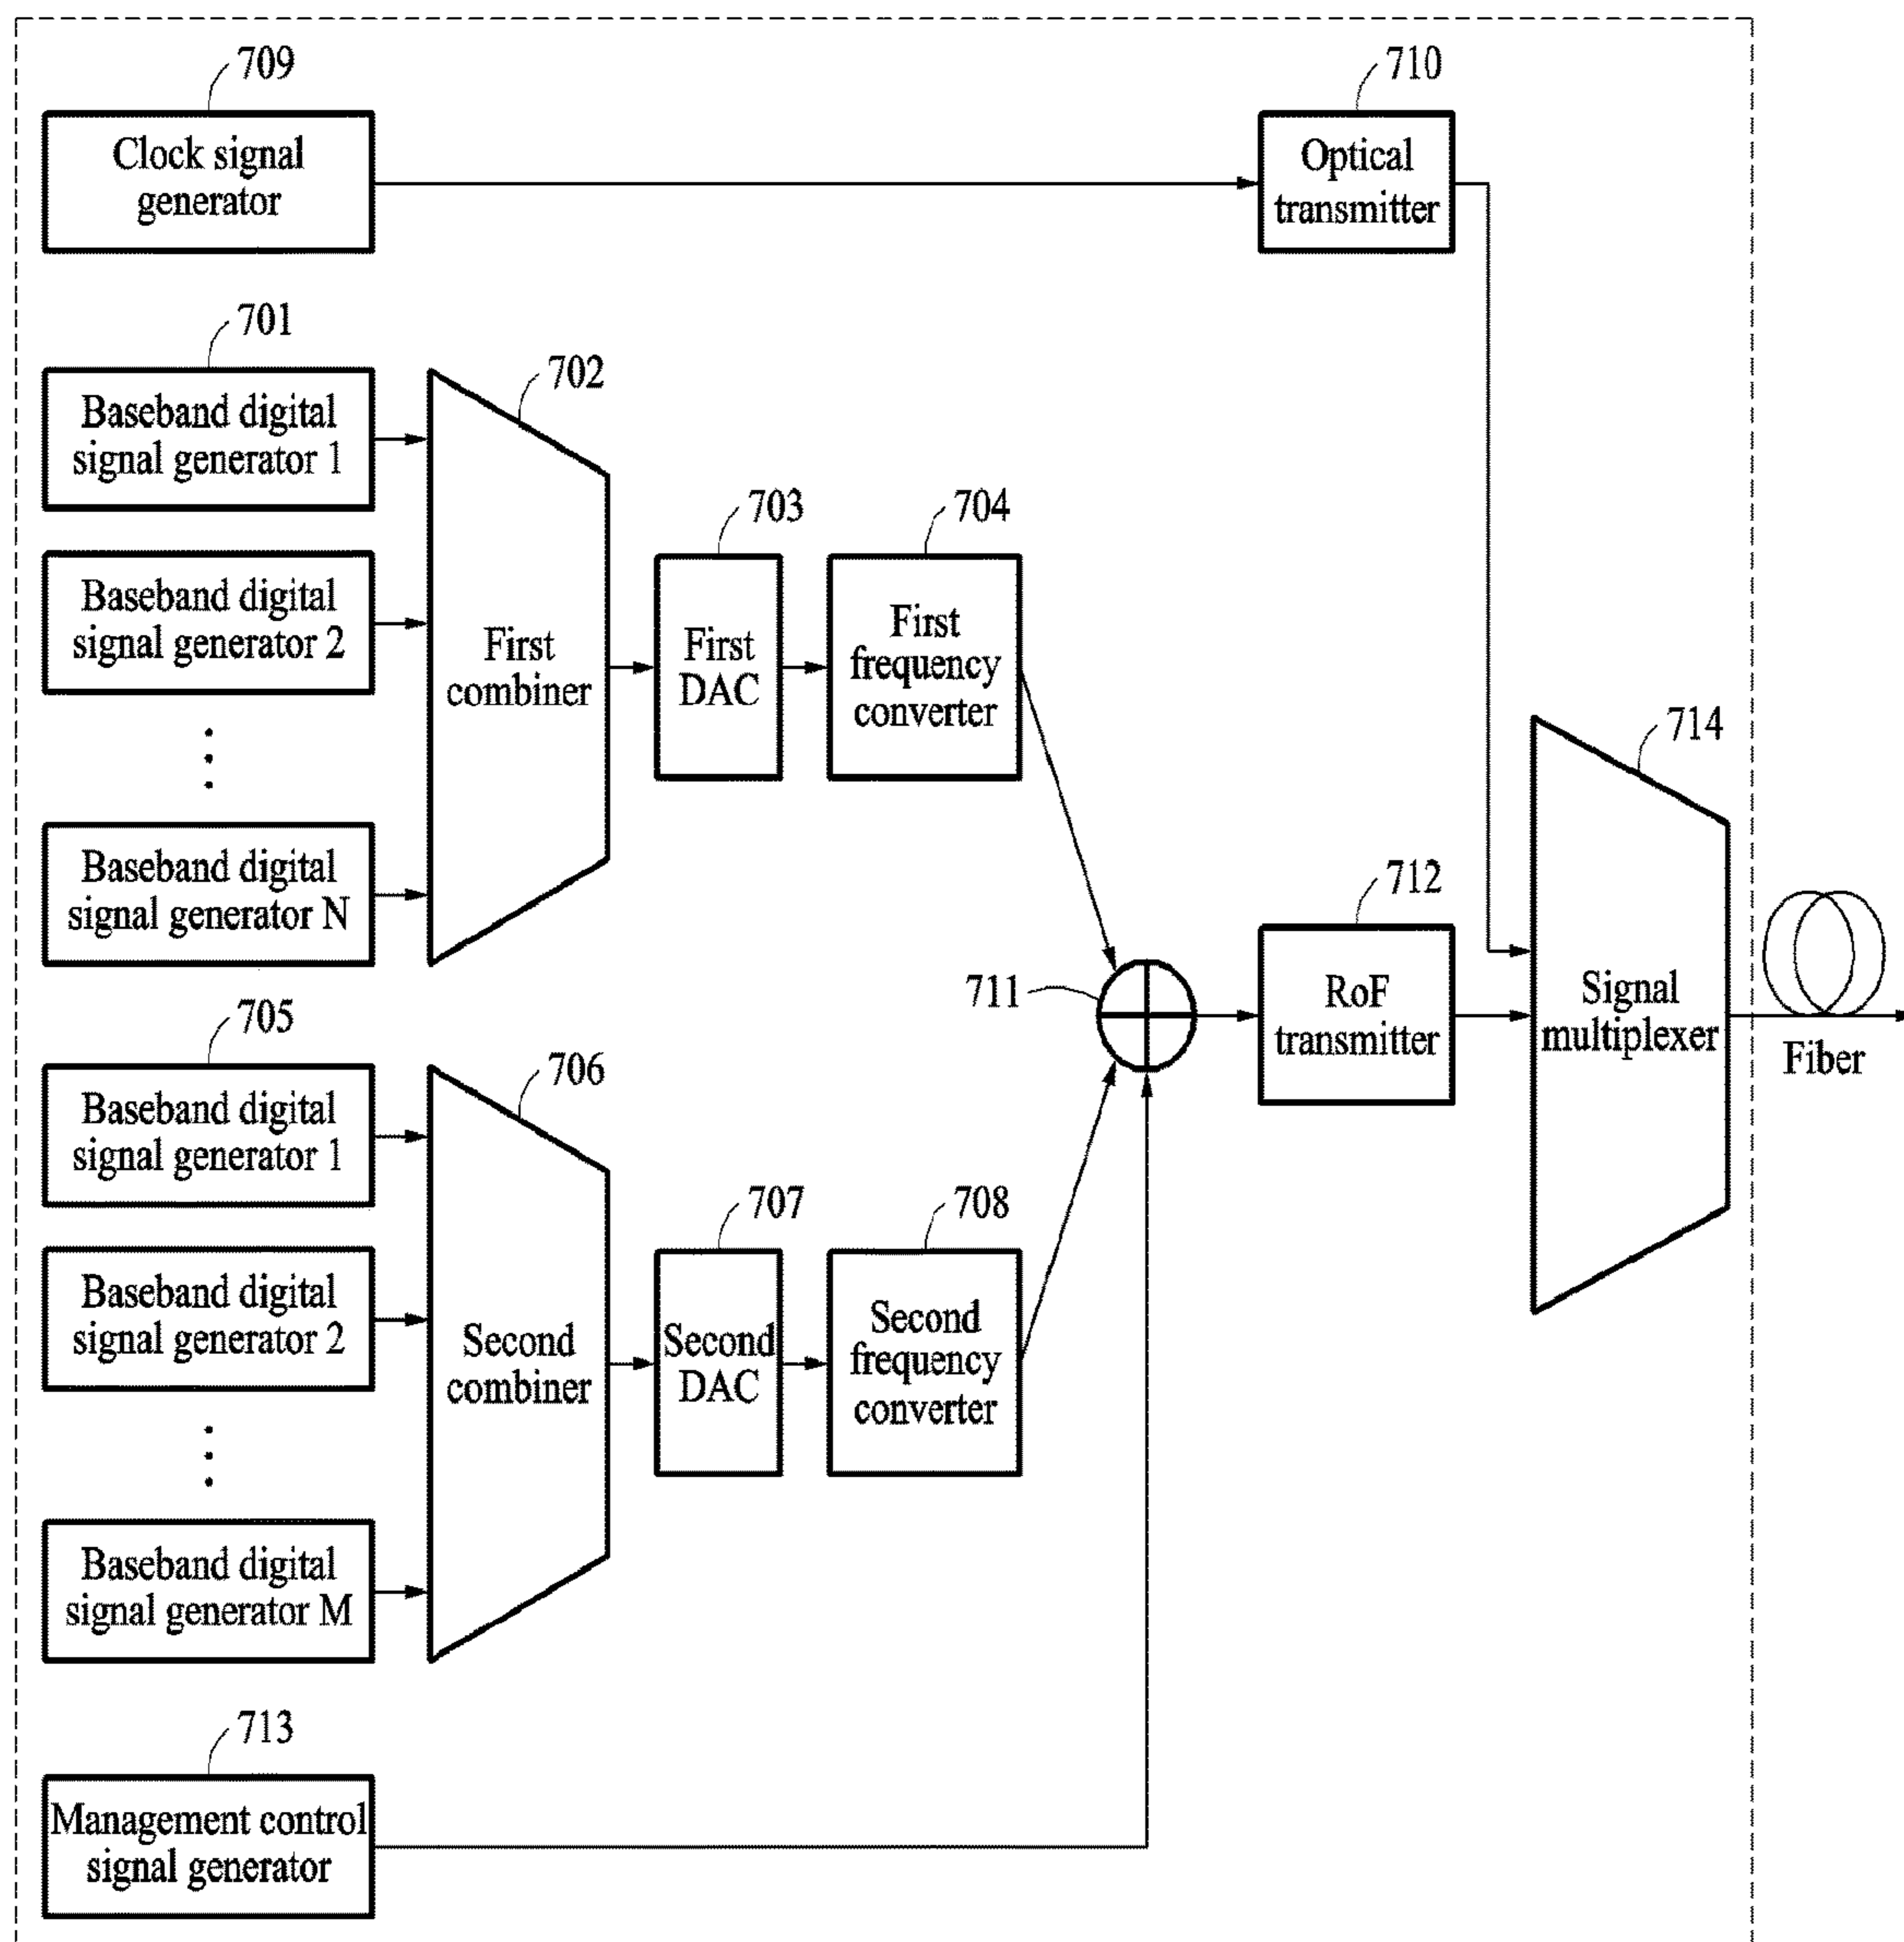 709
710
Clock signal
generator
Optical
transmitter
701
702
Baseband digital
signal generator 1
703
704
Baseband digital
signal generator 2
First
combiner
First
DAC
First
frequency
converter
714
Baseband digital
signal generator N
712
711
RoF
transmitter
Signal
multiplexer
Fiber
705
706
Baseband digital
signal generator 1
707
708
Baseband digital
signal generator 2
Second
combiner
Second
DAC
Second
frequency
converter
Baseband digital
signal generator M
713
Management control
signal generator